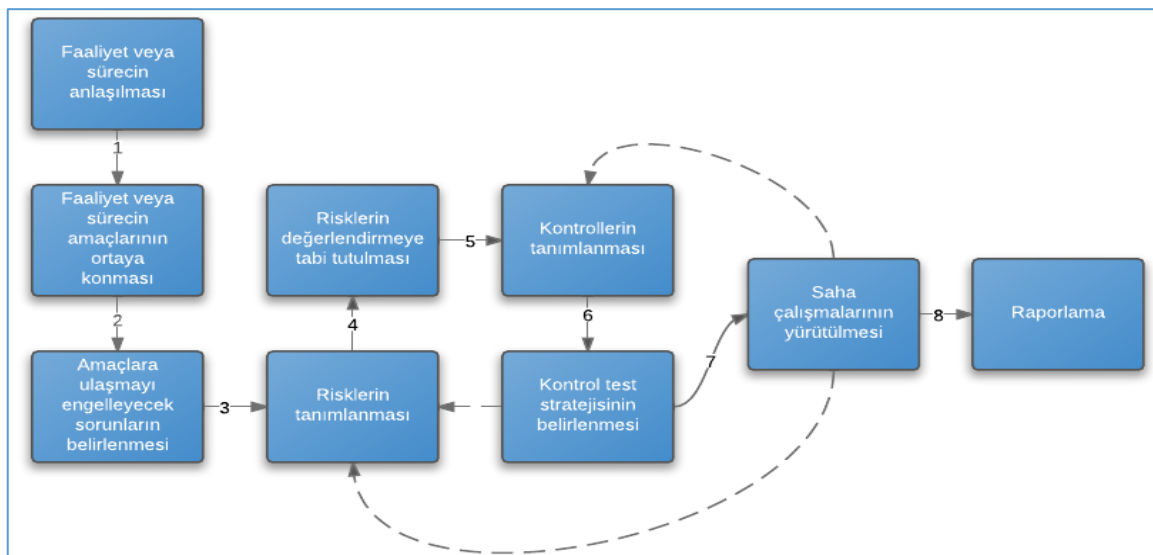 Faaliyet veya
sürecin
anlaşılması
1
Faaliyet veya
sürecin
amaçlarının
ortaya
konması
2
Amaçlara
ulaşmayı
engelleyecek
sorunların
belirlenmesi
3
Risklerin
tanımlanması
4
Risklerin
değerlendirmeye
tabi tutulması
5
Kontrollerin
tanımlanması
6
Kontrol test
stratejisinin
belirlenmesi
7
Saha
çalışmalarının
yürütülmesi
8
Raporlama